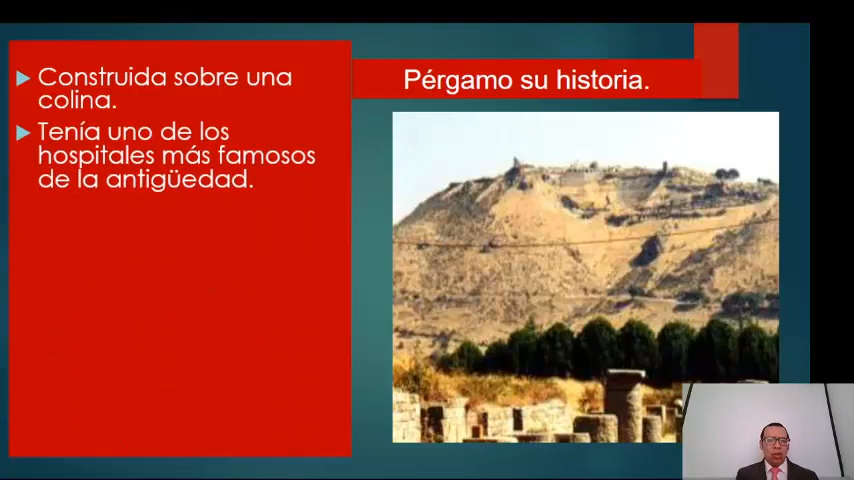 Construida sobre una
colina.
Tenía uno de los
hospitales más famosos
de la antigüedad.
Pérgamo su historia.